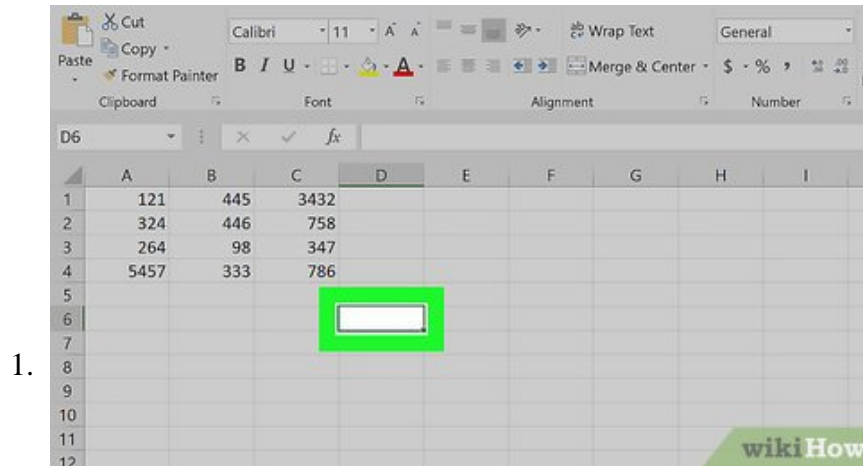 Cut
Calibri 11 A A Wrap Text General
Copy
Paste
Format Painter B I U A Merge & Center $ % ,
Clipboard Font Alignment Number
D6 fx
A B C D E F G H I
1 121 445 3432
2 324 446 758
3 264 98 347
4 5457 333 786
5
6
7
1.
8
9
10
11
12
wikiHow